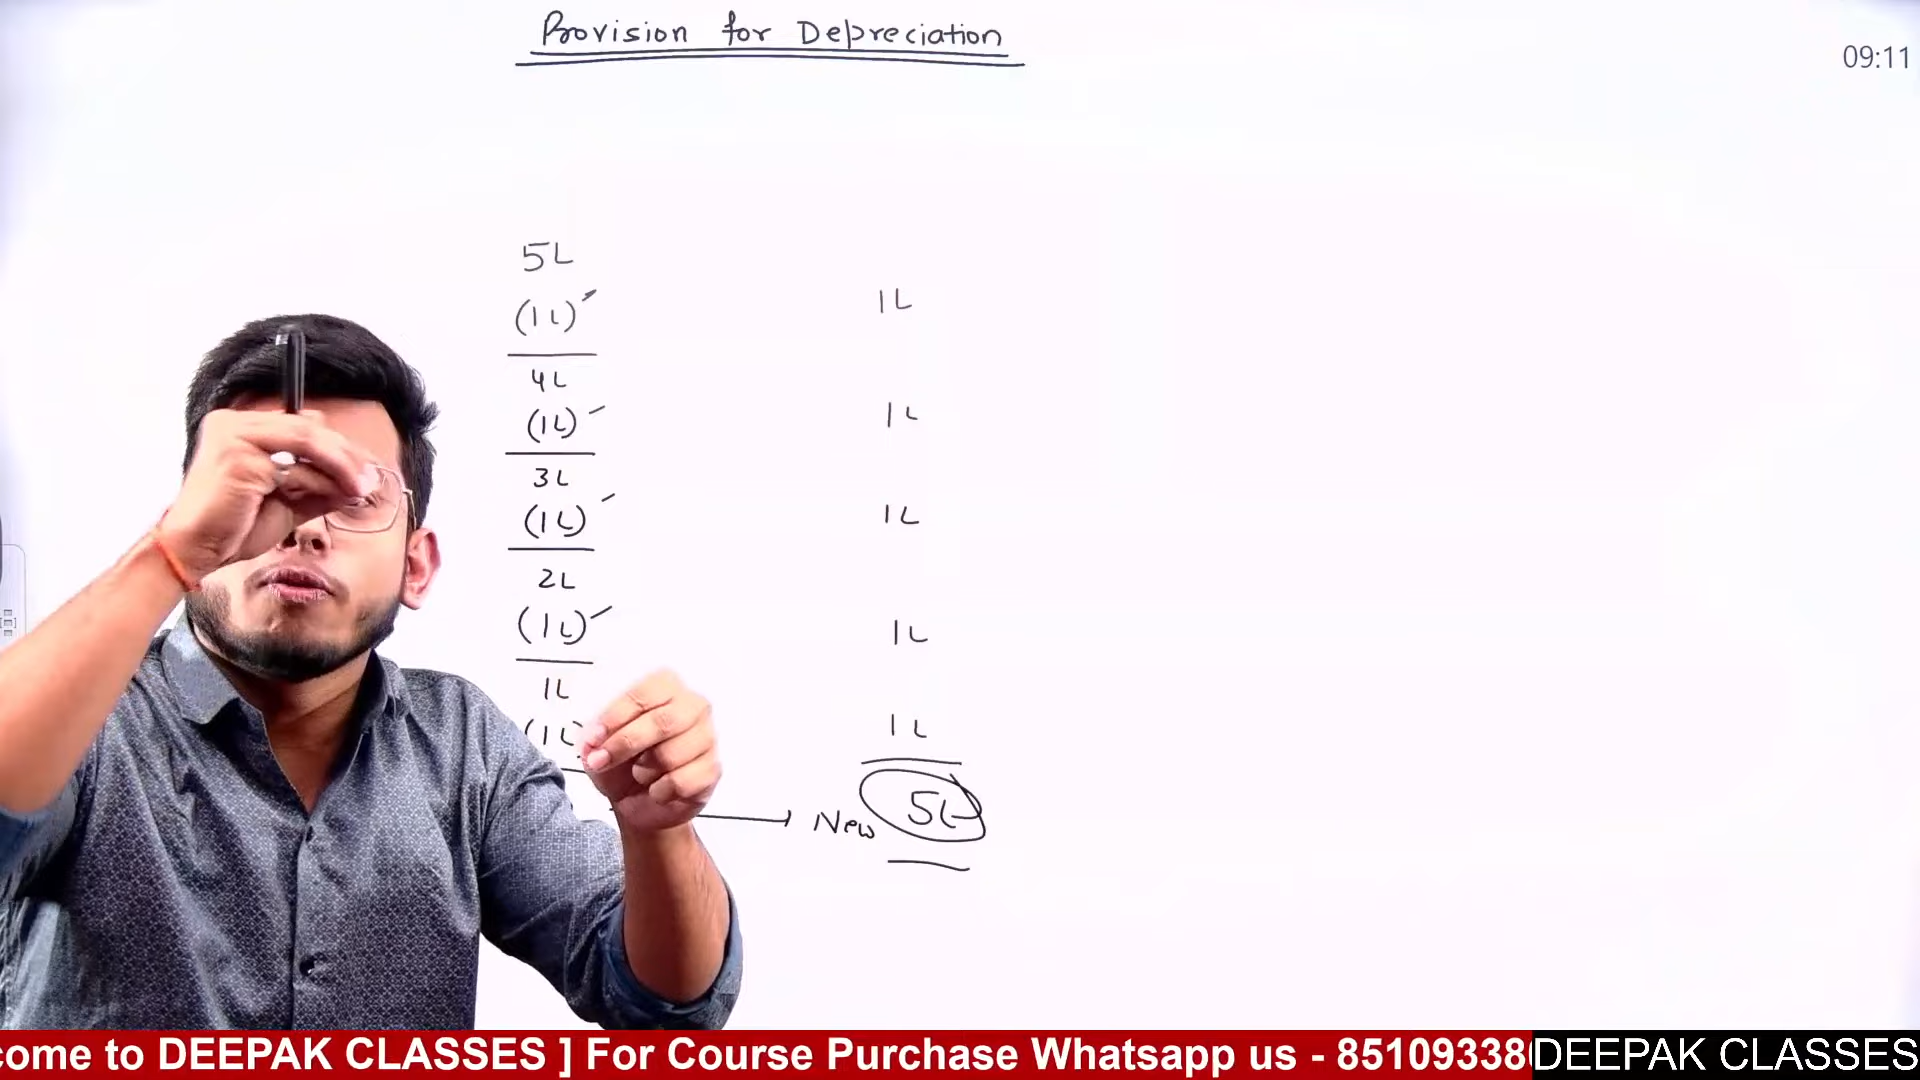 Provision for Depreciation
09:11
5L
(1L)
1L
4L
(1L)
1L
3L
(1L)
1L
2L
(1L)
1L
1L
(1L)
1L
New 5L
come to DEEPAK CLASSES ] For Course Purchase Whatsapp us - 85109338
DEEPAK CLASSES